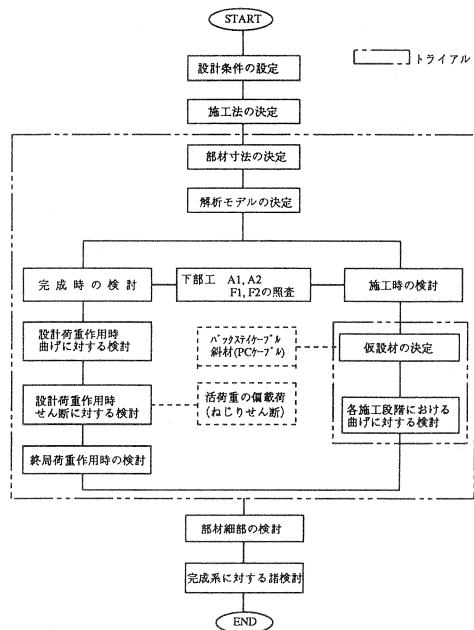 START
トライアル
設計条件の設定
施工法の決定
部材寸法の決定
解析モデルの決定
完成時の検討
下部工 A1, A2
F1, F2の照査
施工時の検討
設計荷重作用時
曲げに対する検討
バックステイケーブル
斜材(PCケーブル)
仮設材の決定
設計荷重作用時
せん断に対する検討
活荷重の偏載荷
(ねじりせん断)
各施工段階における
曲げに対する検討
終局荷重作用時の検討
部材細部の検討
完成系に対する諸検討
END